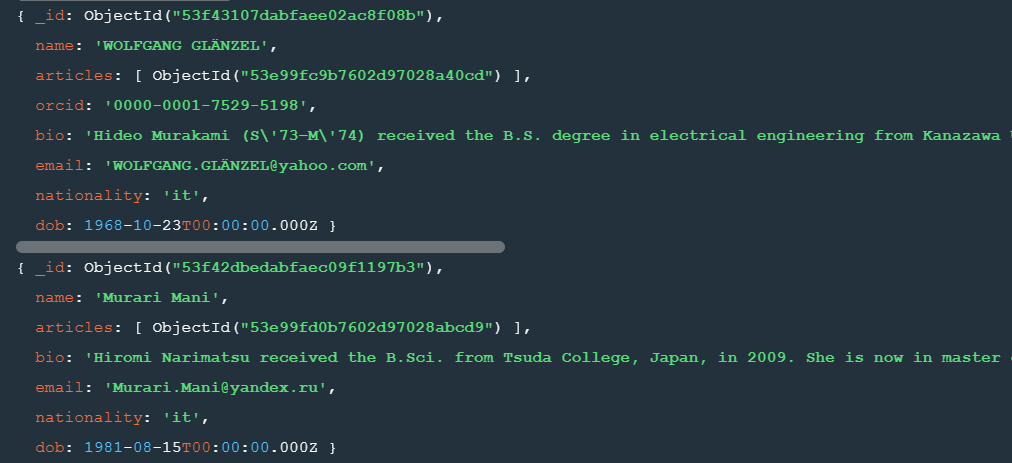 { _id: ObjectId("53f43107dabfaee02ac8f08b"),
name: 'WOLFGANG GLÄNZEL',
articles: [ ObjectId("53e99fc9b7602d97028a40cd") ],
orcid: '0000-0001-7529-5198',
bio: 'Hideo Murakami (S\'73–M\'74) received the B.S. degree in electrical engineering from Kanazawa
email: 'WOLFGANG.GLÄNZEL@yahoo.com',
nationality: 'it',
dob: 1968-10-23T00:00:00.000Z }
{ _id: ObjectId("53f42dbedabfaec09f1197b3"),
name: 'Murari Mani',
articles: [ ObjectId("53e99fd0b7602d97028abcd9") ],
bio: 'Hiromi Narimatsu received the B.Sci. from Tsuda College, Japan, in 2009. She is now in master
email: 'Murari.Mani@yandex.ru',
nationality: 'it',
dob: 1981-08-15T00:00:00.000Z }